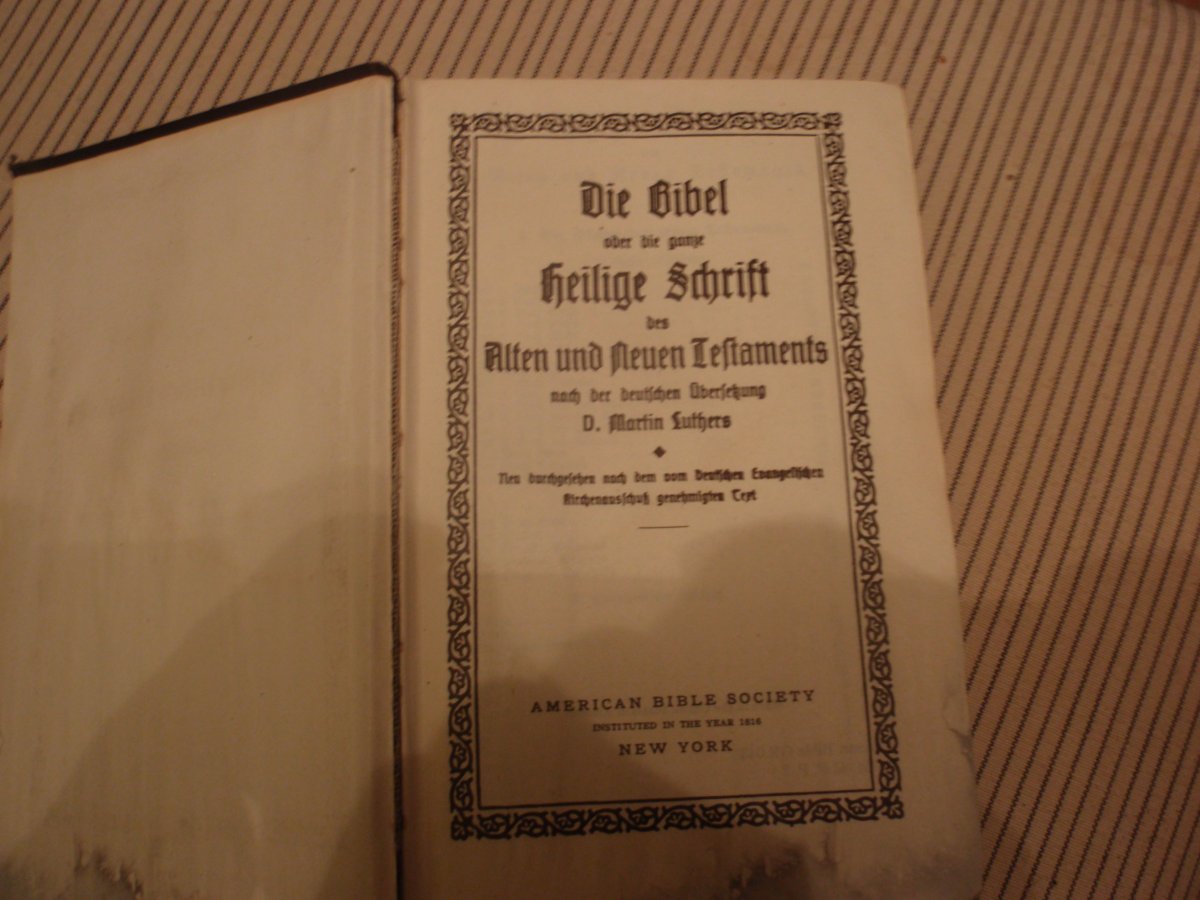 Die Bibel
oder die ganze
Heilige Schrift
des
Alten und Neuen Testaments
nach der deutschen Übersetzung
D. Martin Luthers
Neu durchgesehen nach dem vom Deutschen Evangelischen
Kirchenausschuß genehmigten Text
AMERICAN BIBLE SOCIETY
INSTITUTED IN THE YEAR 1816
NEW YORK